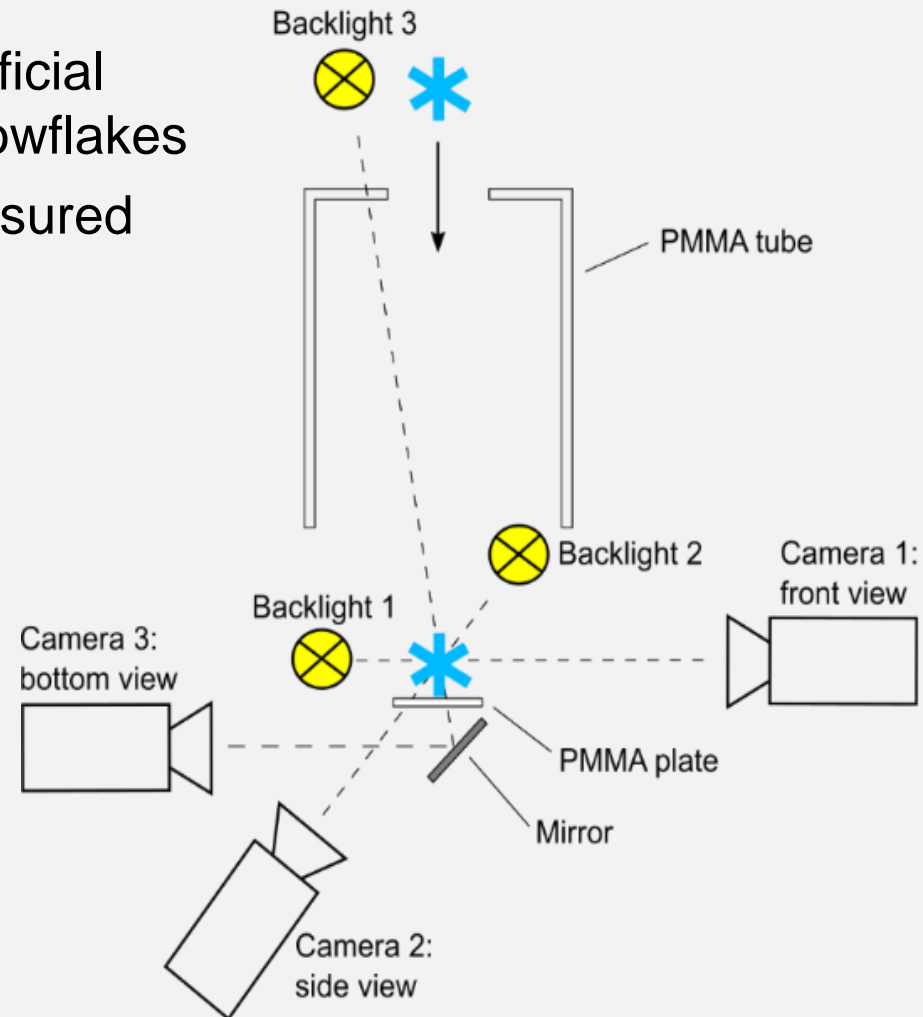 Backlight 3
ficial
owflakes
sured
PMMA tube
Backlight 2
Camera 1:
front view
Backlight 1
Camera 3:
bottom view
PMMA plate
Mirror
Camera 2:
side view